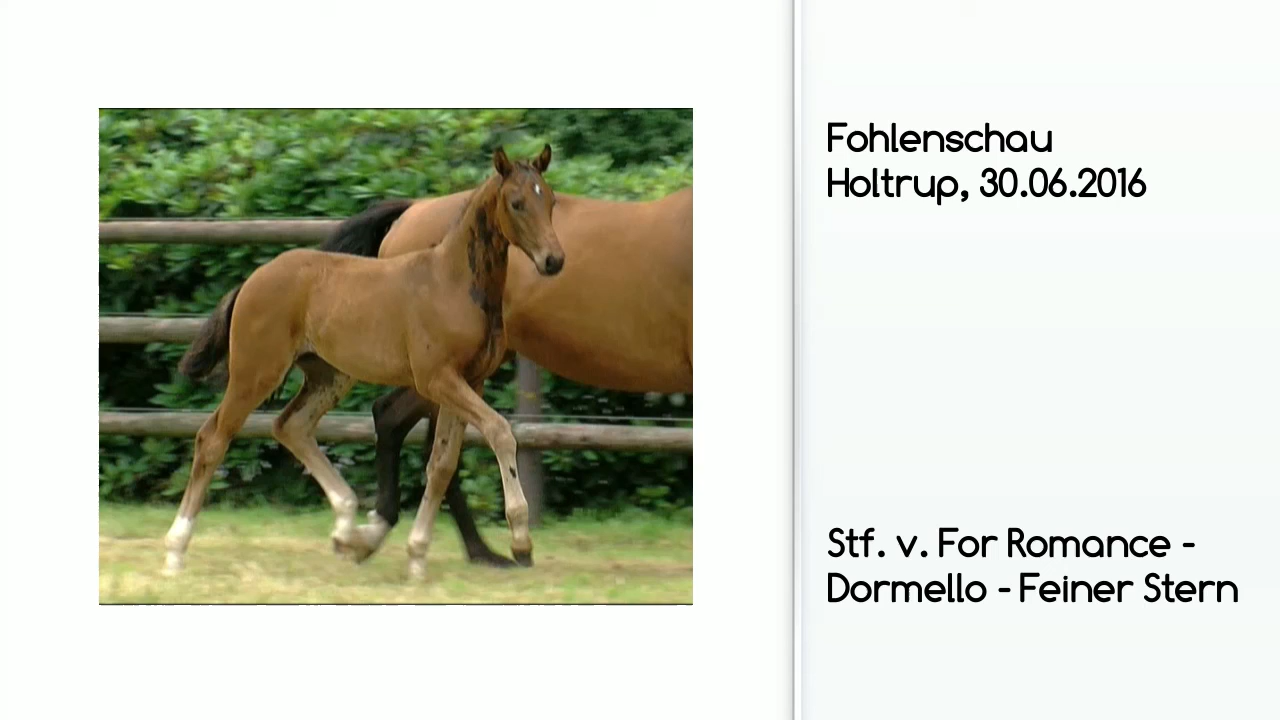 Fohlenschau
Holtrup, 30.06.2016
Stf. v. For Romance -
Dormello - Feiner Stern